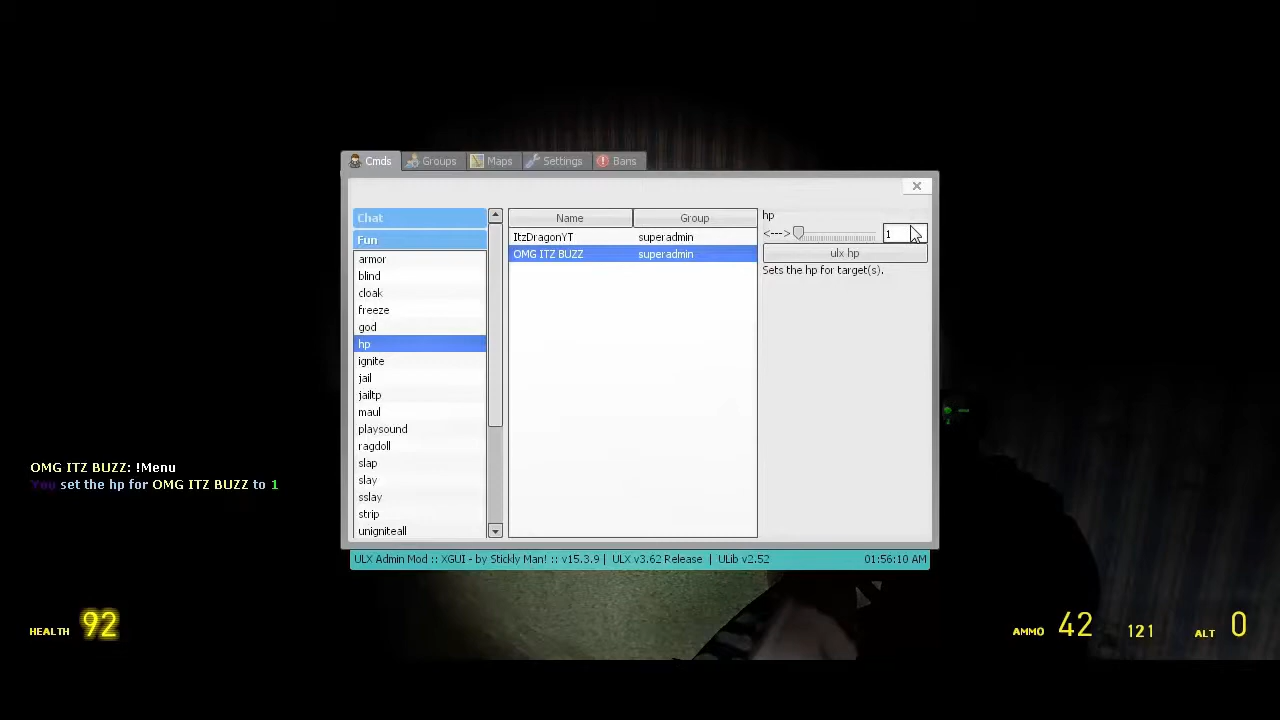 Cmds Groups Maps Settings Bans
Chat
Fun
armor
blind
cloak
freeze
god
hp
ignite
jail
jailtp
maul
playsound
ragdoll
slap
slay
sslay
strip
unigniteall
Name Group
ItzDragonYT superadmin
OMG ITZ BUZZ superadmin
hp
<---> 1
ulx hp
Sets the hp for target(s).
OMG ITZ BUZZ: !Menu
You set the hp for OMG ITZ BUZZ to 1
ULX Admin Mod :: XGUI - by Stickly Man! :: v15.3.9 | ULX v3.62 Release | ULib v2.52 01:56:10 AM
HEALTH 92
AMMO 42 121 ALT 0